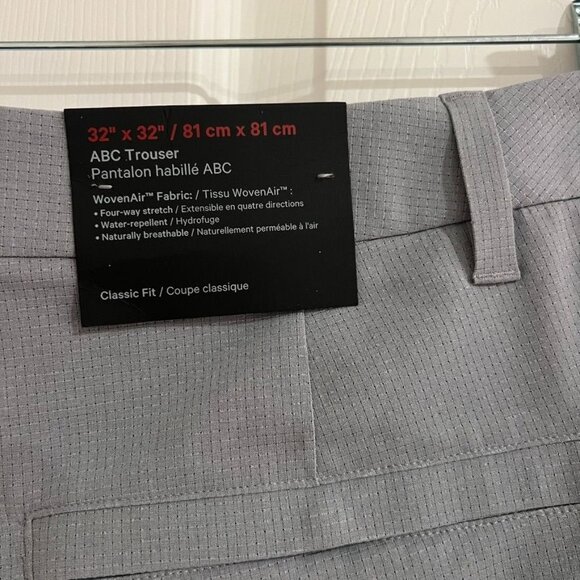 32" x 32" / 81 cm x 81 cm
ABC Trouser
Pantalon habillé ABC
WovenAir™ Fabric: / Tissu WovenAir™ :
• Four-way stretch / Extensible en quatre directions
• Water-repellent / Hydrofuge
• Naturally breathable / Naturellement perméable à l'air
Classic Fit / Coupe classique